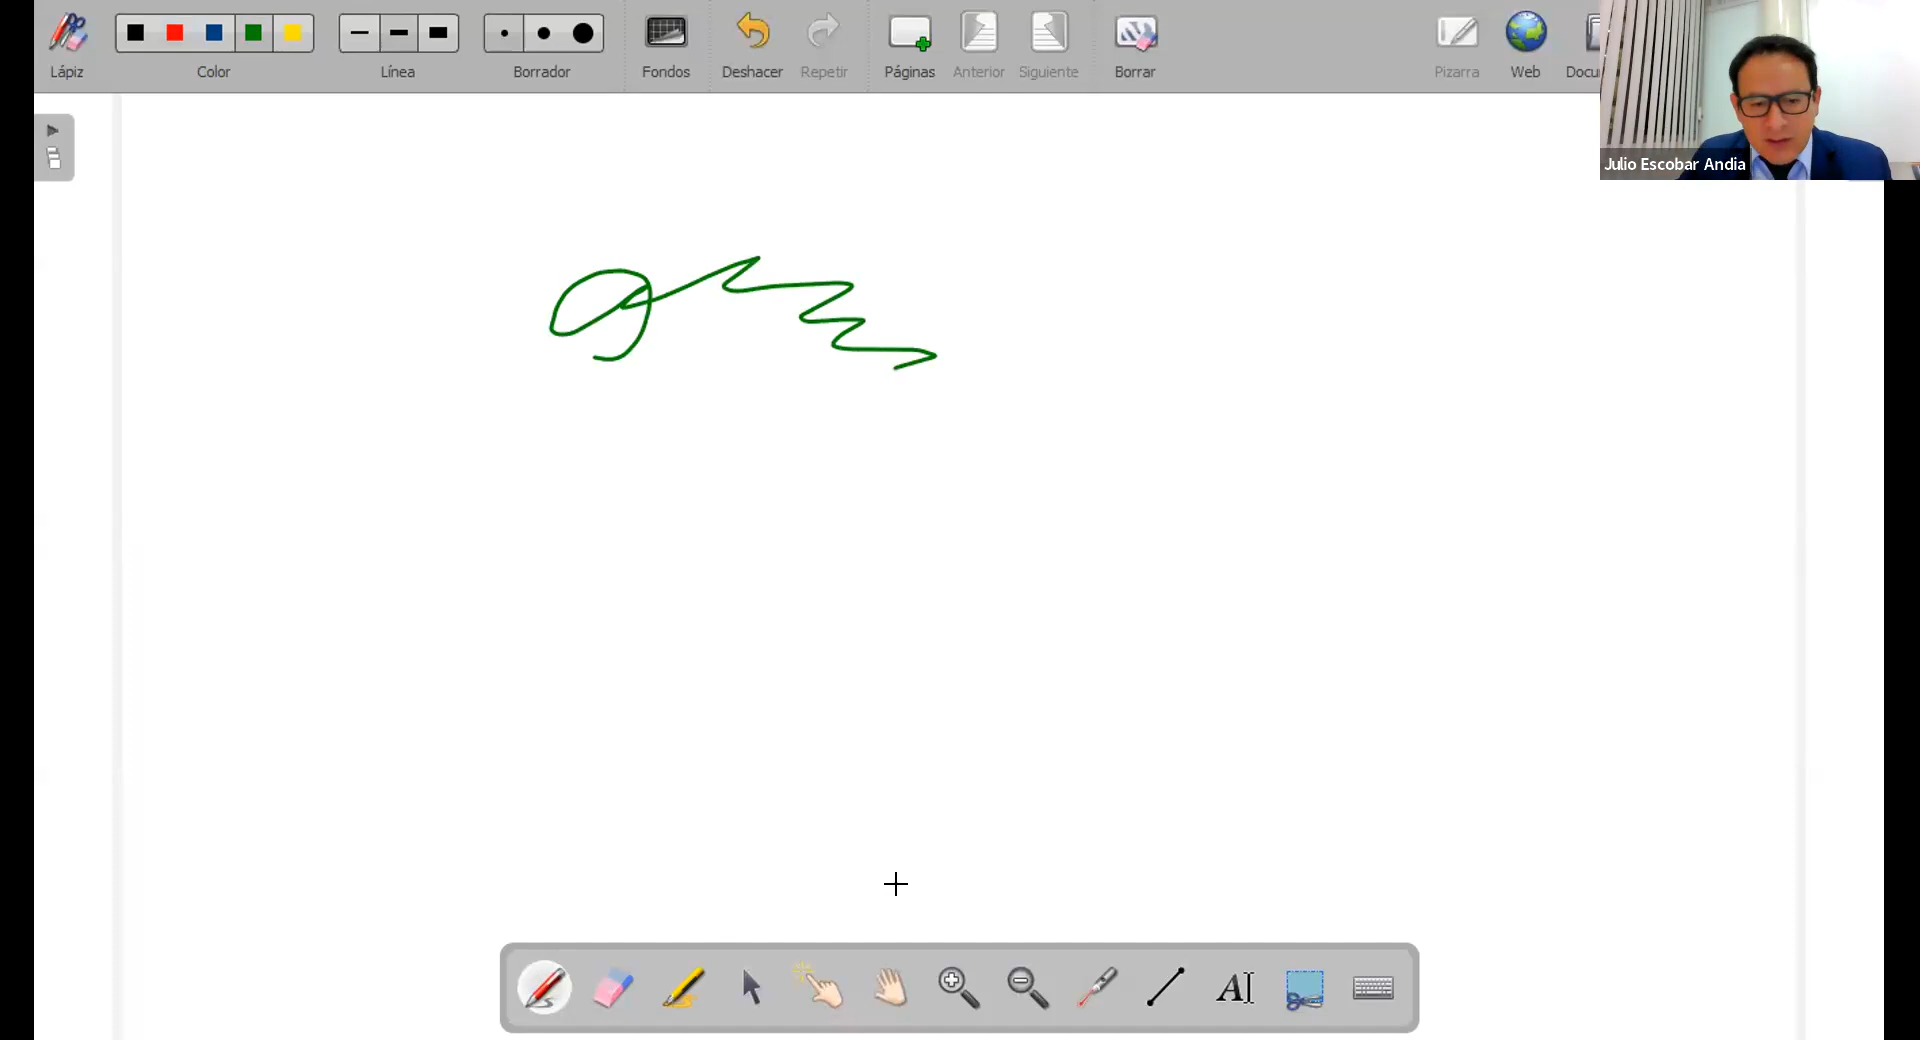 Lápiz Color Línea Borrador Fondos Deshacer Repetir Páginas Anterior Siguiente Borrar Pizarra Web
Julio Escobar Andia
AI